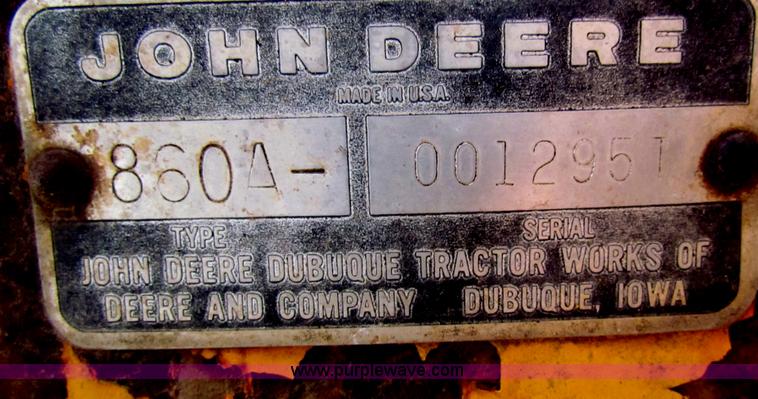 JOHN DEERE
MADE IN U.S.A.
860A- 0012951
TYPE SERIAL
JOHN DEERE DUBUQUE TRACTOR WORKS OF
DEERE AND COMPANY DUBUQUE, IOWA
www.purplewave.com